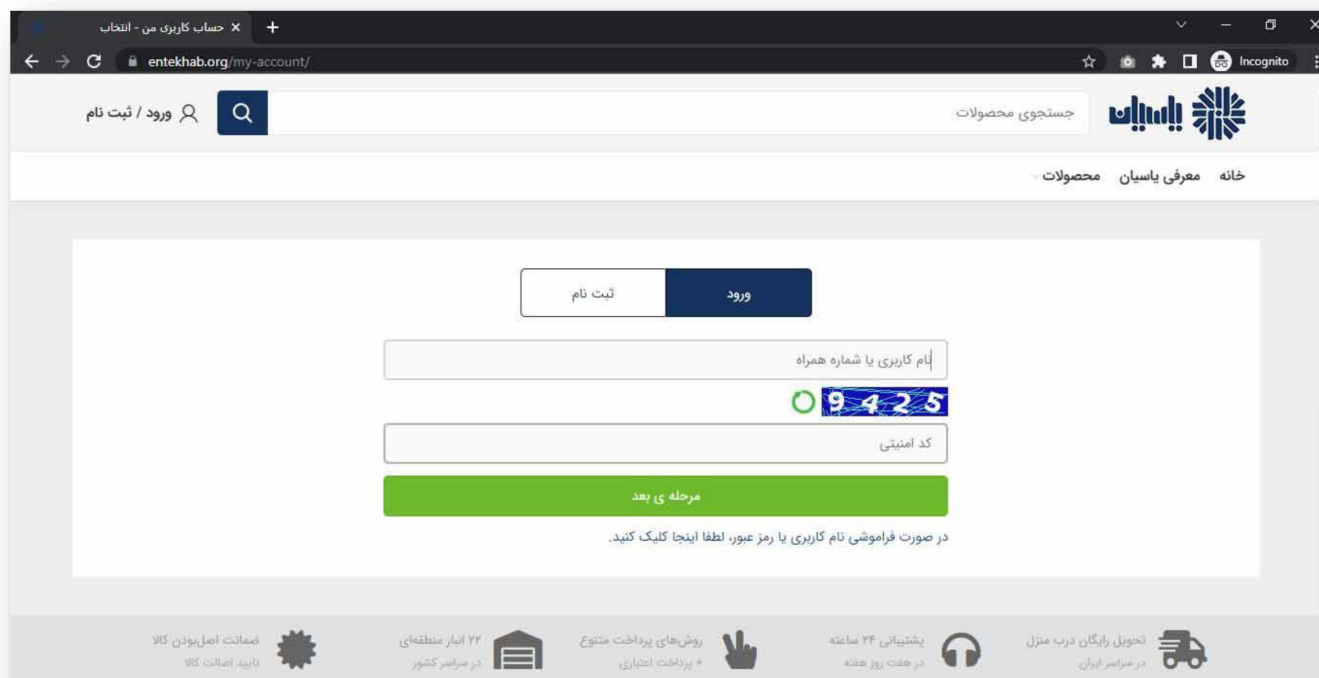 حساب کاربری من - انتخاب
entekhab.org/my-account/
Incognito
یاسیان
جستجوی محصولات
ورود / ثبت نام
خانه معرفی یاسیان محصولات
ورود
ثبت نام
نام کاربری یا شماره همراه
9425
کد امنیتی
مرحله ی بعد
در صورت فراموشی نام کاربری یا رمز عبور، لطفا اینجا کلیک کنید.
تحویل رایگان درب منزل
در سراسر ایران
پشتیبانی ۲۴ ساعته
در هفت روز هفته
روش‌های پرداخت متنوع
+ پرداخت اعتباری
۲۲ انبار منطقه‌ای
در سراسر کشور
ضمانت اصل‌بودن کالا
تایید اصالت کالا